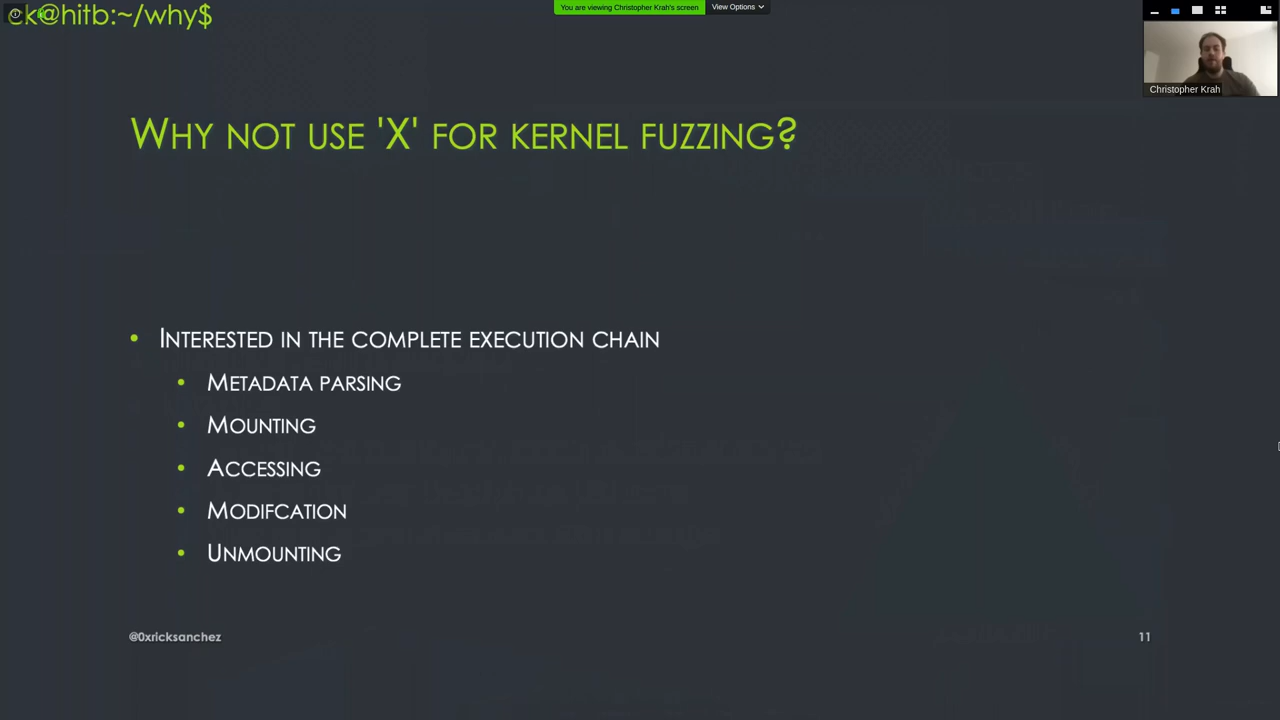 ck@hitb:~/why$
You are viewing Christopher Krah's screen
View Options
Christopher Krah
WHY NOT USE 'X' FOR KERNEL FUZZING?
• INTERESTED IN THE COMPLETE EXECUTION CHAIN
• METADATA PARSING
• MOUNTING
• ACCESSING
• MODIFCATION
• UNMOUNTING
@0xricksanchez
11